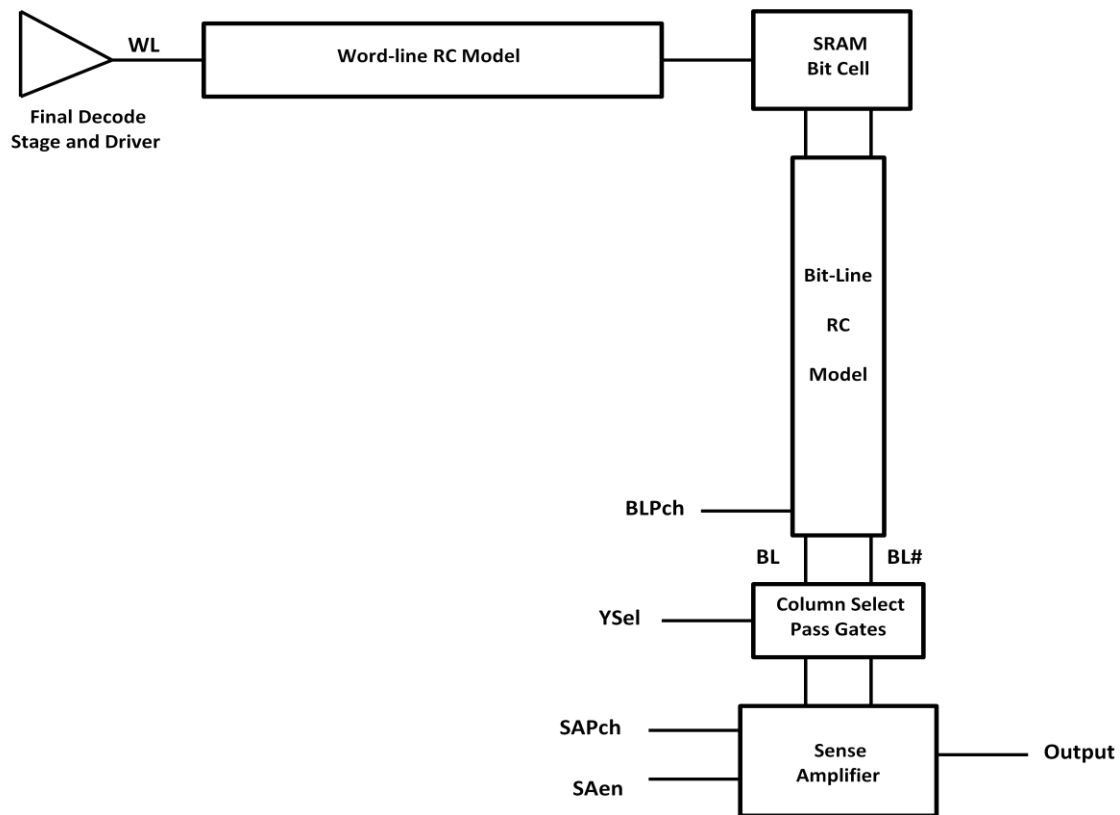 WL
Word-line RC Model
SRAM
Bit Cell
Final Decode
Stage and Driver
Bit-Line
RC
Model
BLPch
BL
BL#
YSel
Column Select
Pass Gates
SAPch
SAen
Sense
Amplifier
Output